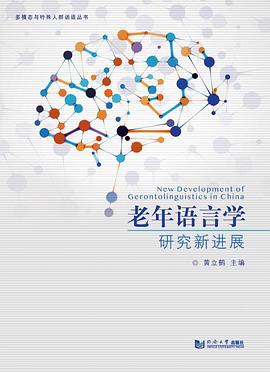 多模态与特殊人群话语丛书
New Development of
Gerontolinguistics in China
老年语言学
研究新进展
黄立鹤 主编
同济大学出版社